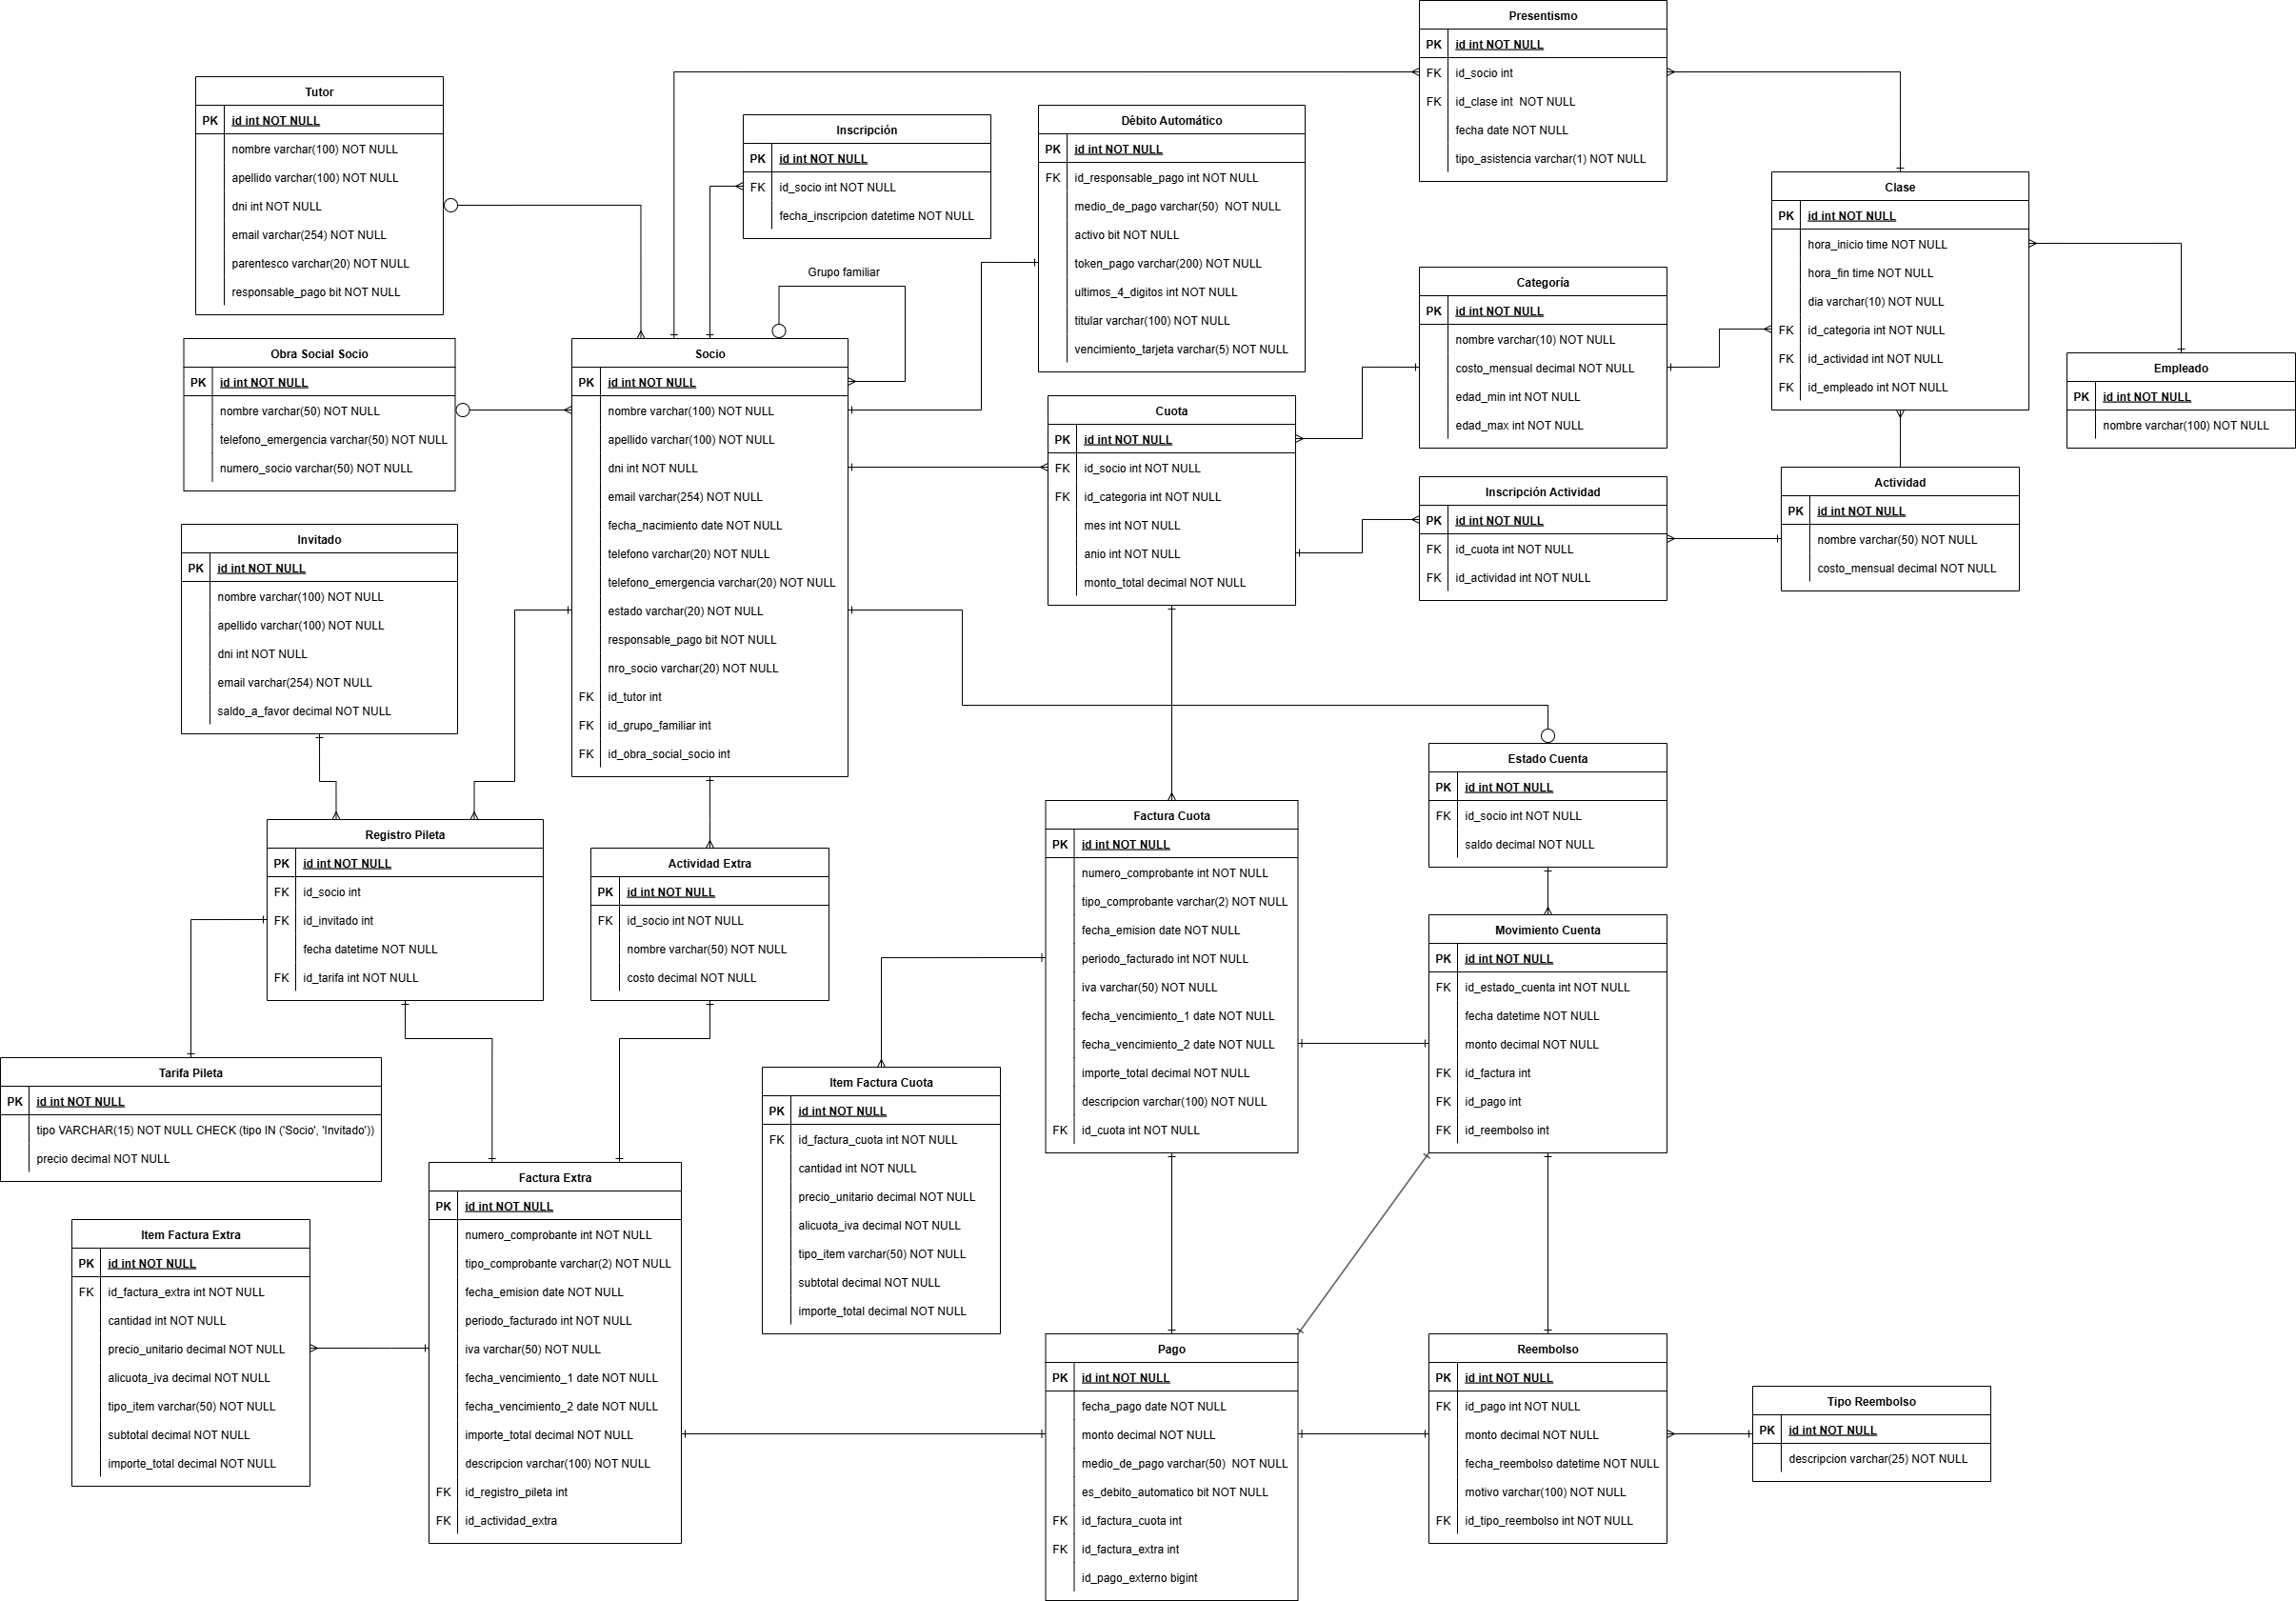 Presentismo
PK id int NOT NULL
FK id_socio int
FK id_clase int NOT NULL
fecha date NOT NULL
tipo_asistencia varchar(1) NOT NULL
Tutor
PK id int NOT NULL
nombre varchar(100) NOT NULL
apellido varchar(100) NOT NULL
dni int NOT NULL
email varchar(254) NOT NULL
parentesco varchar(20) NOT NULL
responsable_pago bit NOT NULL
Inscripción
PK id int NOT NULL
FK id_socio int NOT NULL
fecha_inscripcion datetime NOT NULL
Débito Automático
PK id int NOT NULL
FK id_responsable_pago int NOT NULL
medio_de_pago varchar(50) NOT NULL
activo bit NOT NULL
token_pago varchar(200) NOT NULL
ultimos_4_digitos int NOT NULL
titular varchar(100) NOT NULL
vencimiento_tarjeta varchar(5) NOT NULL
Clase
PK id int NOT NULL
hora_inicio time NOT NULL
hora_fin time NOT NULL
dia varchar(10) NOT NULL
FK id_categoria int NOT NULL
FK id_actividad int NOT NULL
FK id_empleado int NOT NULL
Grupo familiar
Categoría
PK id int NOT NULL
nombre varchar(10) NOT NULL
costo_mensual decimal NOT NULL
edad_min int NOT NULL
edad_max int NOT NULL
Obra Social Socio
PK id int NOT NULL
nombre varchar(50) NOT NULL
telefono_emergencia varchar(50) NOT NULL
numero_socio varchar(50) NOT NULL
Socio
PK id int NOT NULL
nombre varchar(100) NOT NULL
apellido varchar(100) NOT NULL
dni int NOT NULL
email varchar(254) NOT NULL
fecha_nacimiento date NOT NULL
telefono varchar(20) NOT NULL
telefono_emergencia varchar(20) NOT NULL
estado varchar(20) NOT NULL
responsable_pago bit NOT NULL
nro_socio varchar(20) NOT NULL
FK id_tutor int
FK id_grupo_familiar int
FK id_obra_social_socio int
Empleado
PK id int NOT NULL
nombre varchar(100) NOT NULL
Cuota
PK id int NOT NULL
FK id_socio int NOT NULL
FK id_categoria int NOT NULL
mes int NOT NULL
anio int NOT NULL
monto_total decimal NOT NULL
Inscripción Actividad
PK id int NOT NULL
FK id_cuota int NOT NULL
FK id_actividad int NOT NULL
Actividad
PK id int NOT NULL
nombre varchar(50) NOT NULL
costo_mensual decimal NOT NULL
Invitado
PK id int NOT NULL
nombre varchar(100) NOT NULL
apellido varchar(100) NOT NULL
dni int NOT NULL
email varchar(254) NOT NULL
saldo_a_favor decimal NOT NULL
Estado Cuenta
PK id int NOT NULL
FK id_socio int NOT NULL
saldo decimal NOT NULL
Registro Pileta
PK id int NOT NULL
FK id_socio int
FK id_invitado int
fecha datetime NOT NULL
FK id_tarifa int NOT NULL
Actividad Extra
PK id int NOT NULL
FK id_socio int NOT NULL
nombre varchar(50) NOT NULL
costo decimal NOT NULL
Factura Cuota
PK id int NOT NULL
numero_comprobante int NOT NULL
tipo_comprobante varchar(2) NOT NULL
fecha_emision date NOT NULL
periodo_facturado int NOT NULL
iva varchar(50) NOT NULL
fecha_vencimiento_1 date NOT NULL
fecha_vencimiento_2 date NOT NULL
importe_total decimal NOT NULL
descripcion varchar(100) NOT NULL
FK id_cuota int NOT NULL
Movimiento Cuenta
PK id int NOT NULL
FK id_estado_cuenta int NOT NULL
fecha datetime NOT NULL
monto decimal NOT NULL
FK id_factura int
FK id_pago int
FK id_reembolso int
Tarifa Pileta
PK id int NOT NULL
tipo VARCHAR(15) NOT NULL CHECK (tipo IN ('Socio', 'Invitado'))
precio decimal NOT NULL
Item Factura Cuota
PK id int NOT NULL
FK id_factura_cuota int NOT NULL
cantidad int NOT NULL
precio_unitario decimal NOT NULL
alicuota_iva decimal NOT NULL
tipo_item varchar(50) NOT NULL
subtotal decimal NOT NULL
importe_total decimal NOT NULL
Item Factura Extra
PK id int NOT NULL
FK id_factura_extra int NOT NULL
cantidad int NOT NULL
precio_unitario decimal NOT NULL
alicuota_iva decimal NOT NULL
tipo_item varchar(50) NOT NULL
subtotal decimal NOT NULL
importe_total decimal NOT NULL
Factura Extra
PK id int NOT NULL
numero_comprobante int NOT NULL
tipo_comprobante varchar(2) NOT NULL
fecha_emision date NOT NULL
periodo_facturado int NOT NULL
iva varchar(50) NOT NULL
fecha_vencimiento_1 date NOT NULL
fecha_vencimiento_2 date NOT NULL
importe_total decimal NOT NULL
descripcion varchar(100) NOT NULL
FK id_registro_pileta int
FK id_actividad_extra
Pago
PK id int NOT NULL
fecha_pago date NOT NULL
monto decimal NOT NULL
medio_de_pago varchar(50) NOT NULL
es_debito_automatico bit NOT NULL
FK id_factura_cuota int
FK id_factura_extra int
id_pago_externo bigint
Reembolso
PK id int NOT NULL
FK id_pago int NOT NULL
monto decimal NOT NULL
fecha_reembolso datetime NOT NULL
motivo varchar(100) NOT NULL
FK id_tipo_reembolso int NOT NULL
Tipo Reembolso
PK id int NOT NULL
descripcion varchar(25) NOT NULL